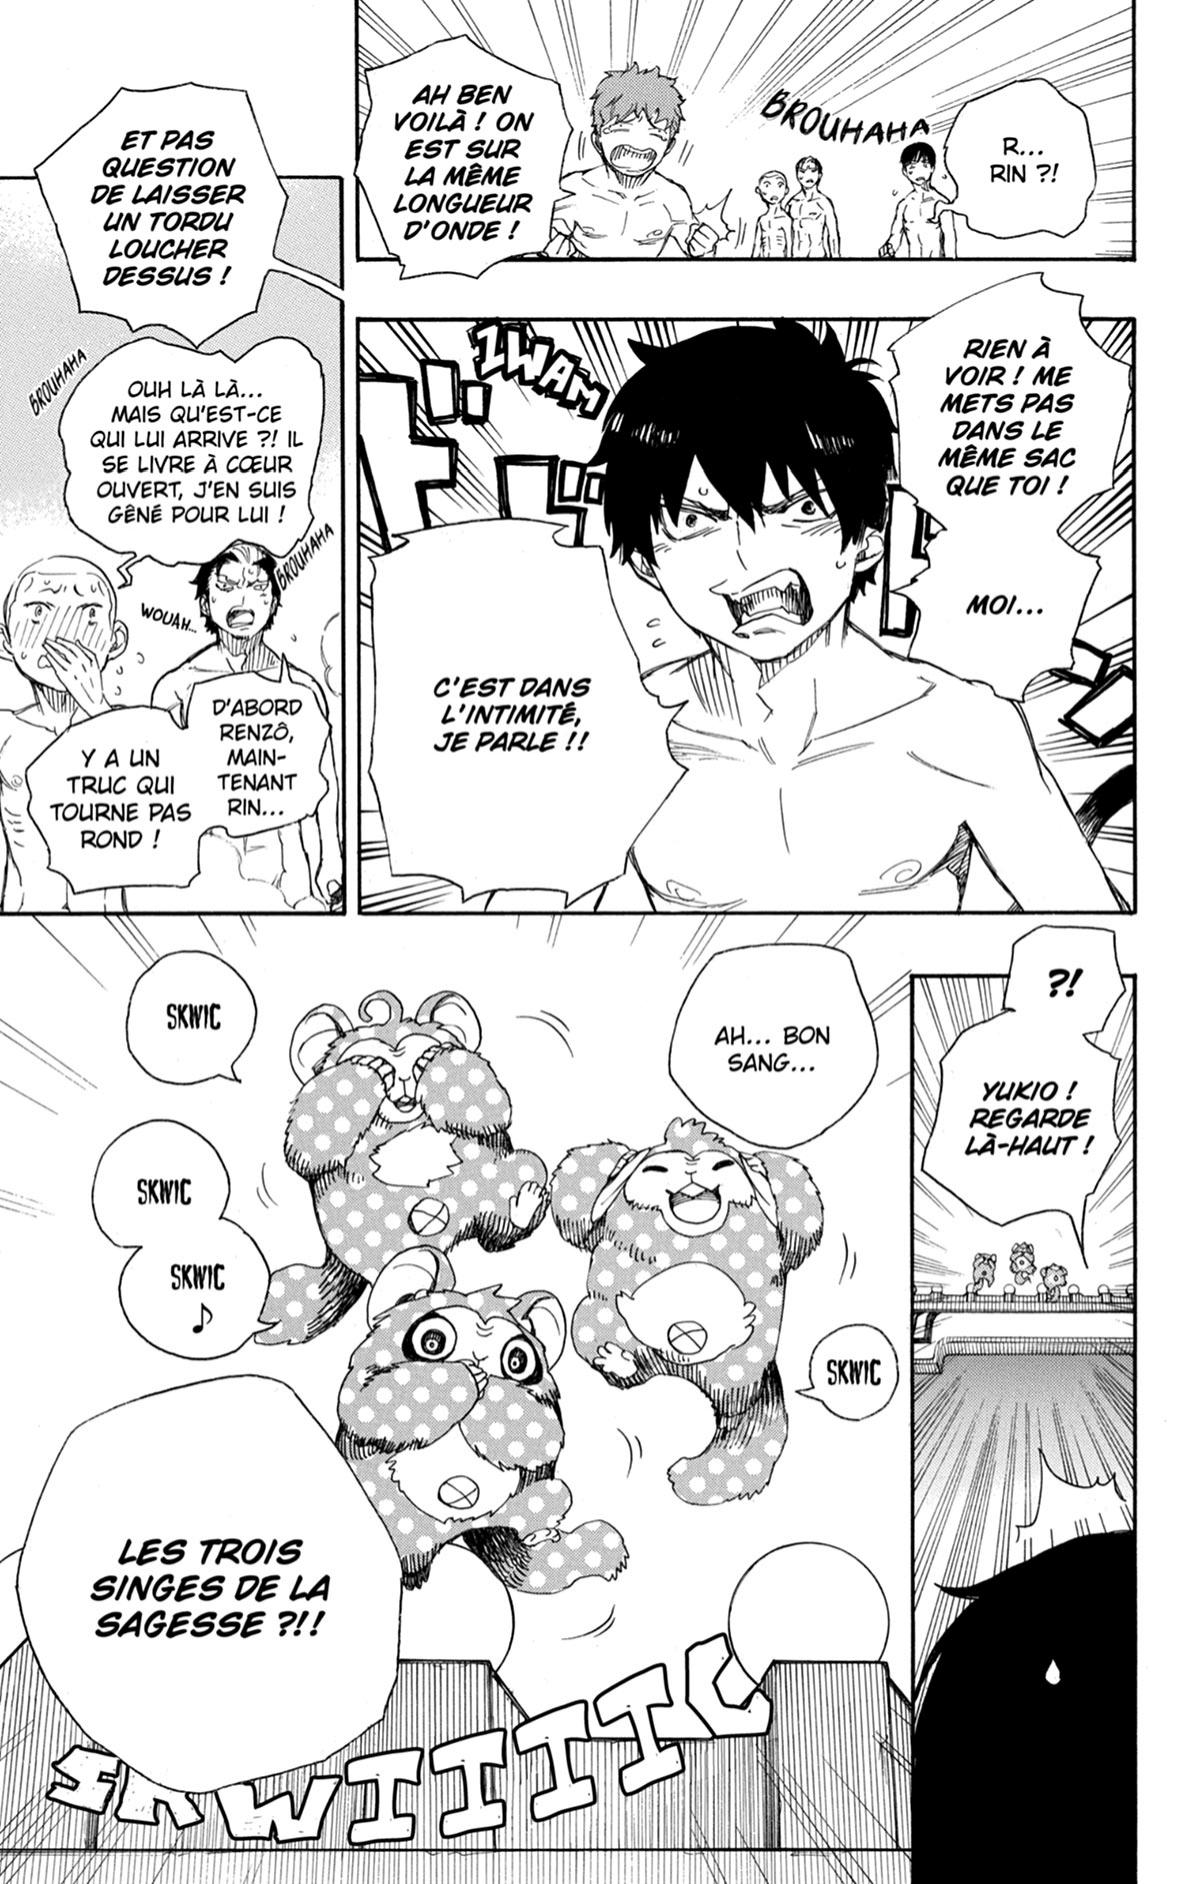 R...
RIN ?!
BROUHAHA
AH BEN
VOILÀ ! ON
EST SUR
LA MÊME
LONGUEUR
D'ONDE !
RIEN À
VOIR ! ME
METS PAS
DANS LE
MÊME SAC
QUE TOI !
MOI...
IWAM
C'EST DANS
L'INTIMITÉ,
JE PARLE !!
ET PAS
QUESTION
DE LAISSER
UN TORDU
LOUCHER
DESSUS !
BROUHAHA
OUH LÀ LÀ...
MAIS QU'EST-CE
QUI LUI ARRIVE ?! IL
SE LIVRE À CŒUR
OUVERT, J'EN SUIS
GÊNÉ POUR LUI !
BROUHAHA
WOUAH...
D'ABORD
RENZÔ,
MAIN-
TENANT
RIN...
Y A UN
TRUC QUI
TOURNE PAS
ROND !
?!
YUKIO !
REGARDE
LÀ-HAUT !
AH... BON
SANG...
SKWIC
SKWIC
SKWIC
♪
SKWIC
LES TROIS
SINGES DE LA
SAGESSE ?!!
SKWIIIIIC